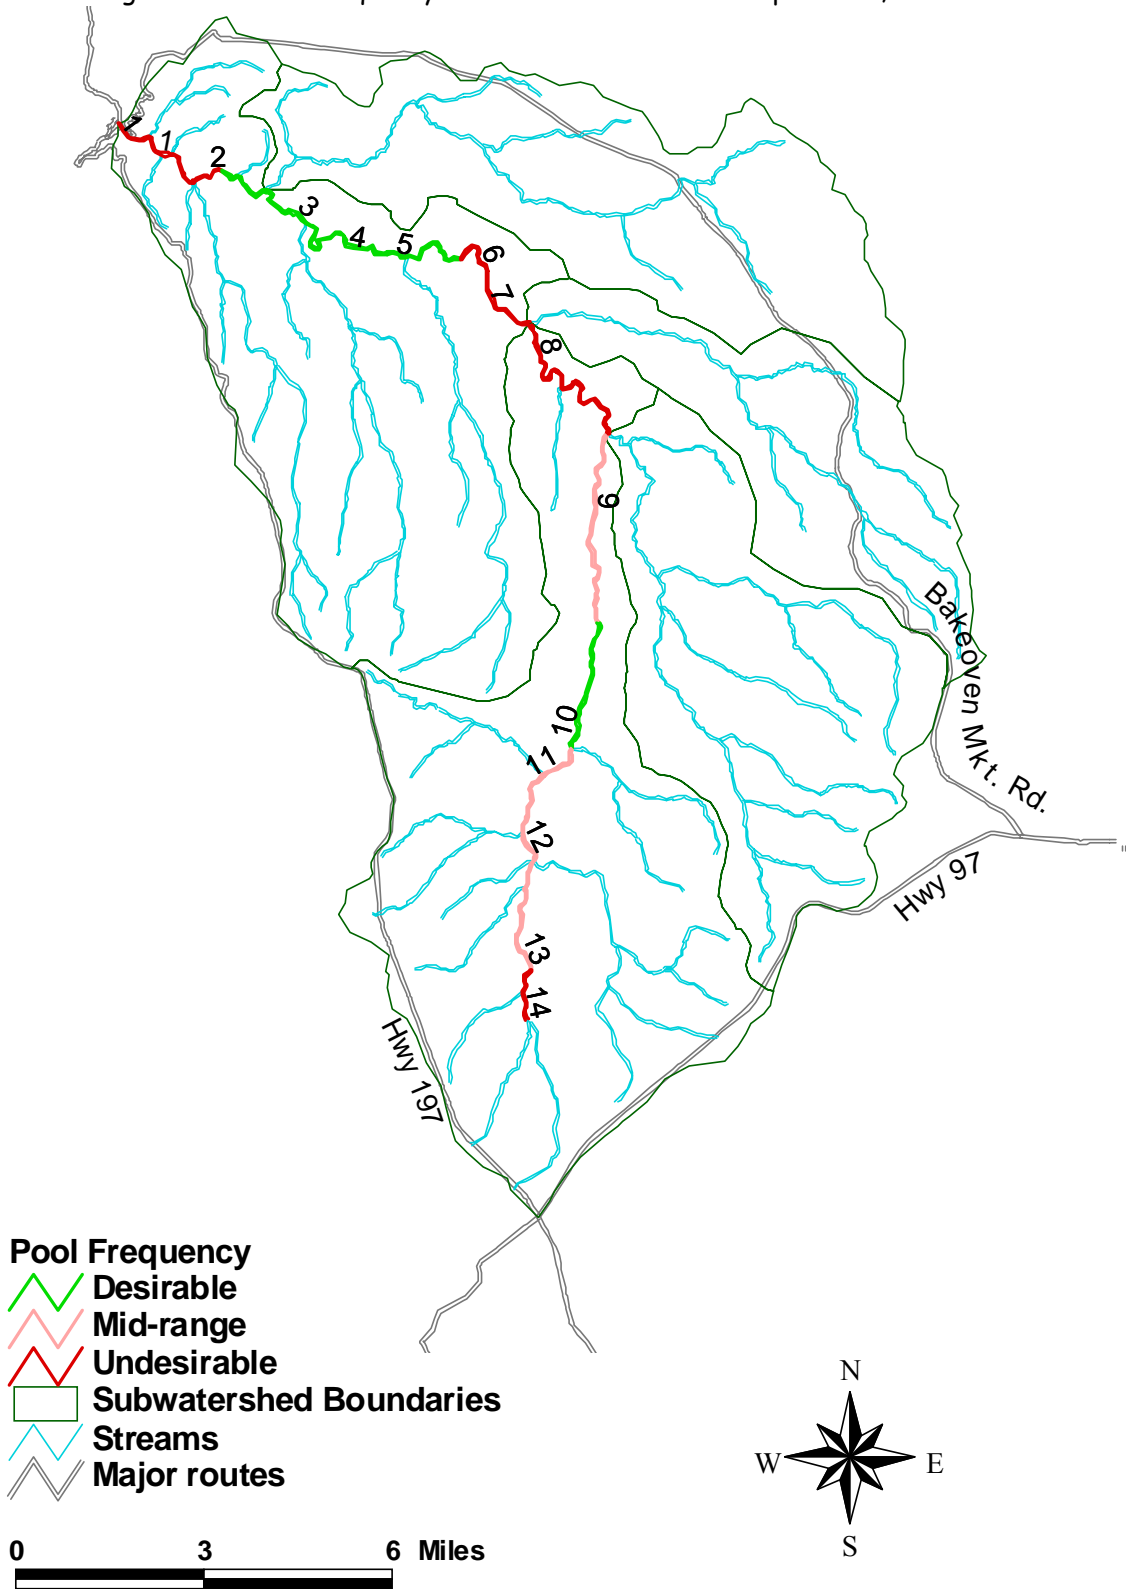 1
1
2
3
4
5
6
7
8
9
10
11
12
13
14
Bakeoven Mkt. Rd.
Hwy 97
Hwy 197
Pool Frequency
Desirable
Mid-range
Undesirable
Subwatershed Boundaries
Streams
Major routes
N
W E
S
0 3 6 Miles